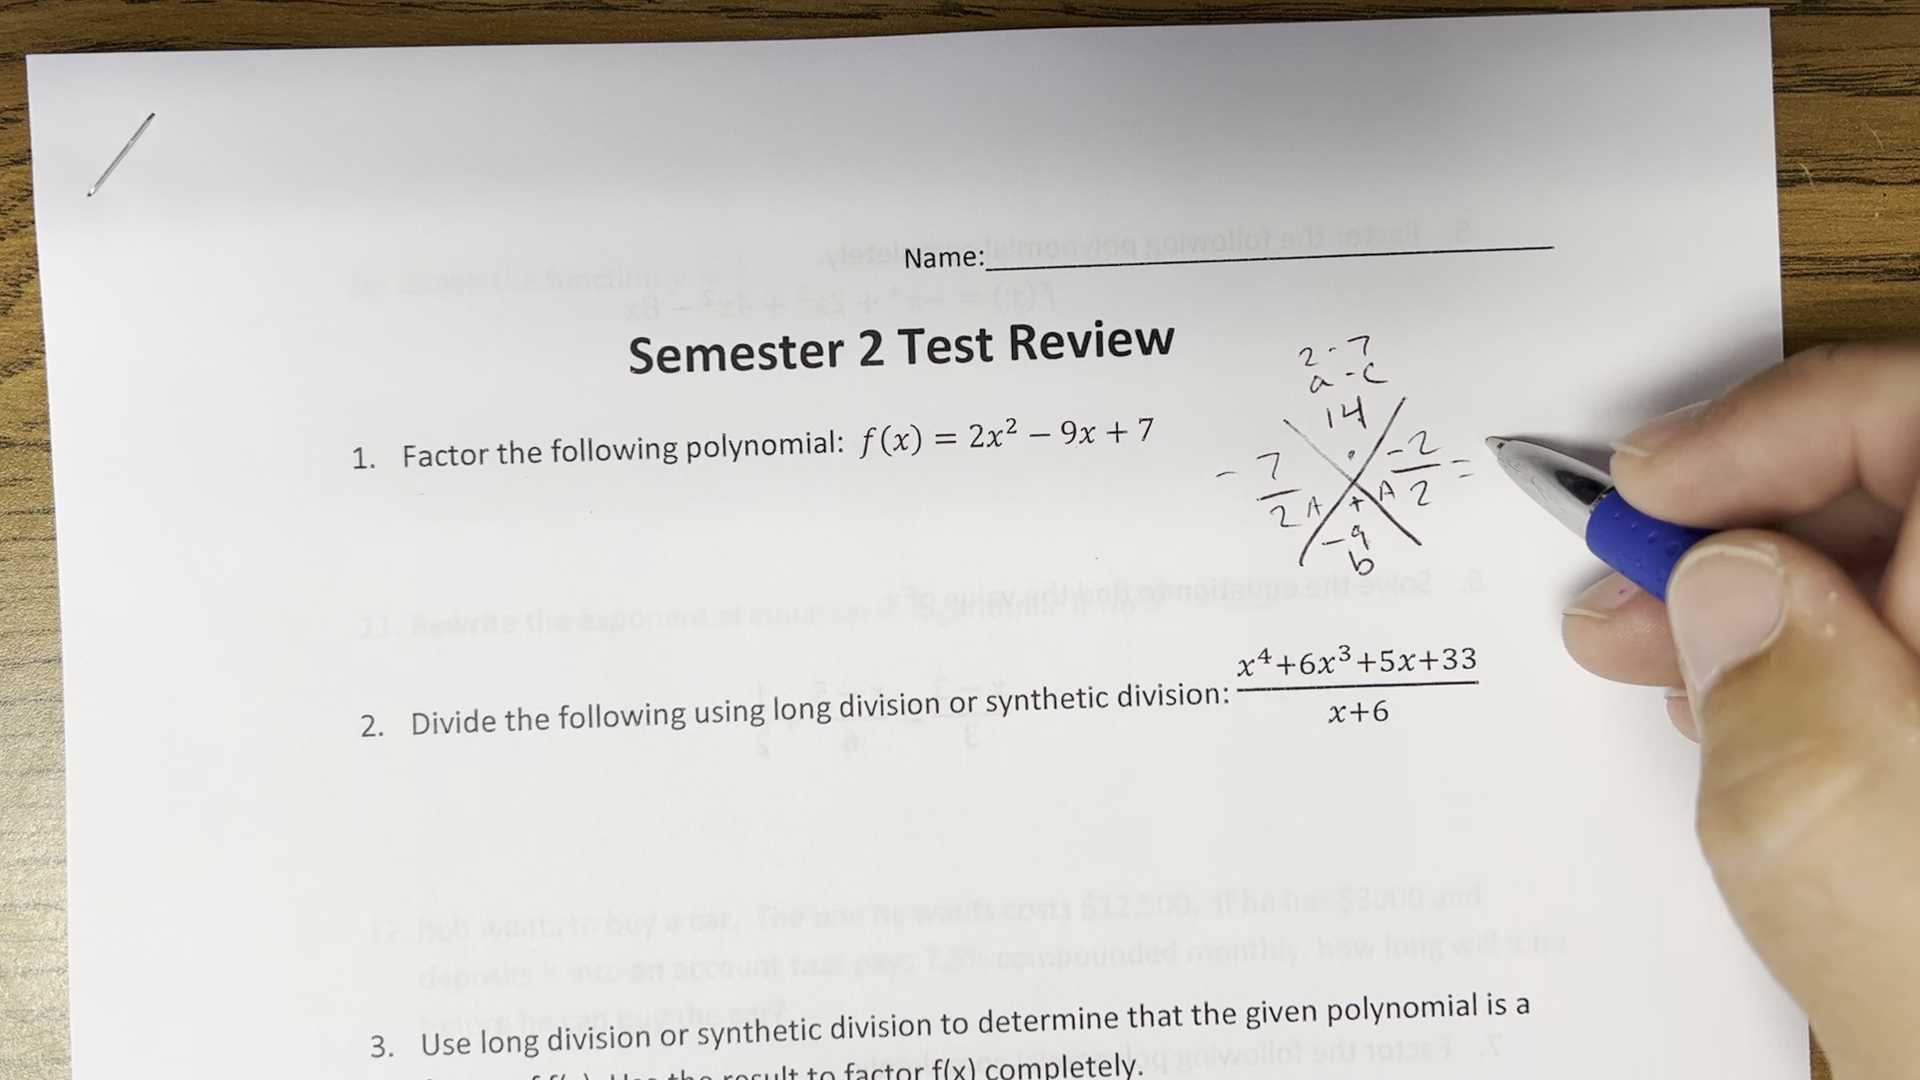 Name:
Semester 2 Test Review
1. Factor the following polynomial: f(x) = 2x² − 9x + 7
2 · 7
a · c
14
·
- 7/2 A
+
A -2/2 =
-9
b
2. Divide the following using long division or synthetic division: x⁴+6x³+5x+33 / x+6
3. Use long division or synthetic division to determine that the given polynomial is a
result to factor f(x) completely.